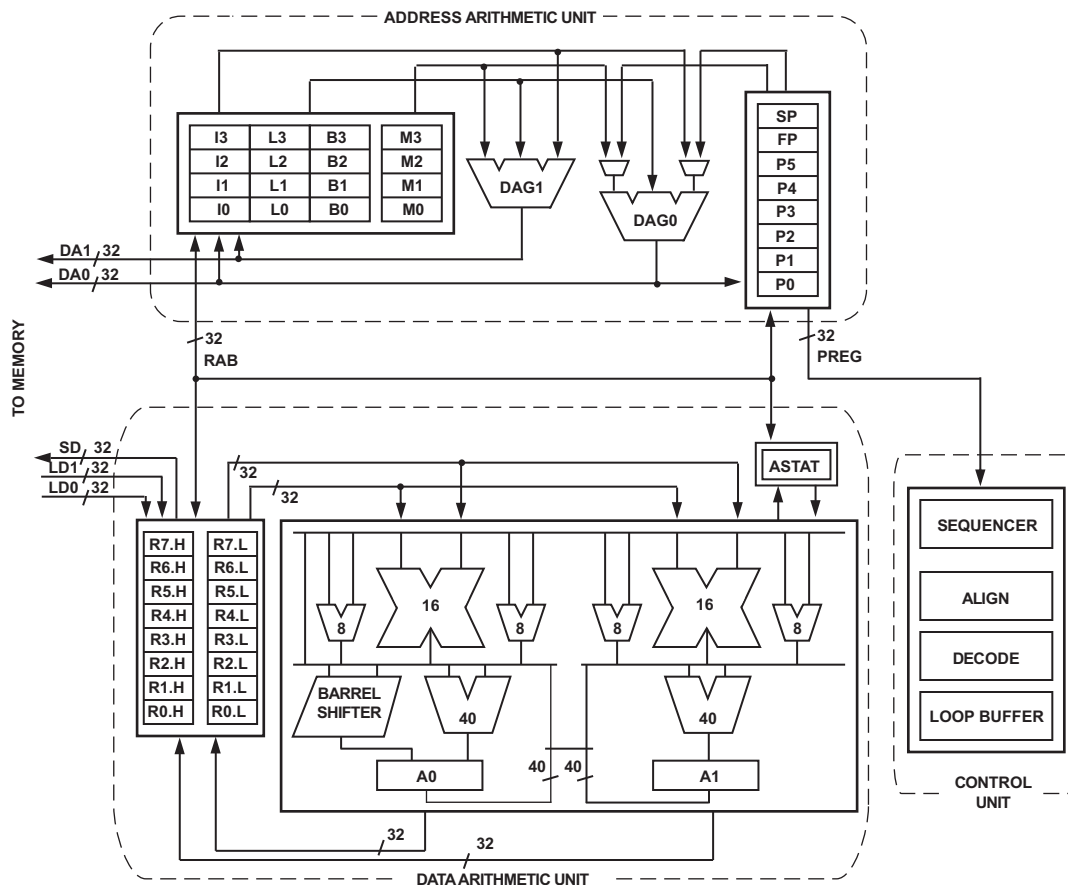 ADDRESS ARITHMETIC UNIT
I3 L3 B3 M3
I2 L2 B2 M2
I1 L1 B1 M1
I0 L0 B0 M0
DAG1
DAG0
SP
FP
P5
P4
P3
P2
P1
P0
DA1 32
DA0 32
TO MEMORY
32
RAB
32
PREG
SD 32
LD1 32
LD0 32
32
32
ASTAT
R7.H R7.L
R6.H R6.L
R5.H R5.L
R4.H R4.L
R3.H R3.L
R2.H R2.L
R1.H R1.L
R0.H R0.L
16
16
8
8
8
8
BARREL
SHIFTER
40
40
A0
40
40
A1
32
32
DATA ARITHMETIC UNIT
SEQUENCER
ALIGN
DECODE
LOOP BUFFER
CONTROL
UNIT